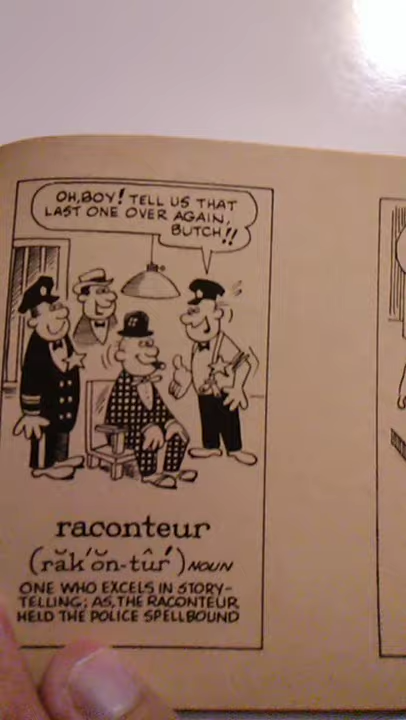 OH, BOY! TELL US THAT
LAST ONE OVER AGAIN,
BUTCH!!
raconteur
(răk′ŏn-tûr′) NOUN
ONE WHO EXCELS IN STORY-
TELLING; AS, THE RACONTEUR
HELD THE POLICE SPELLBOUND